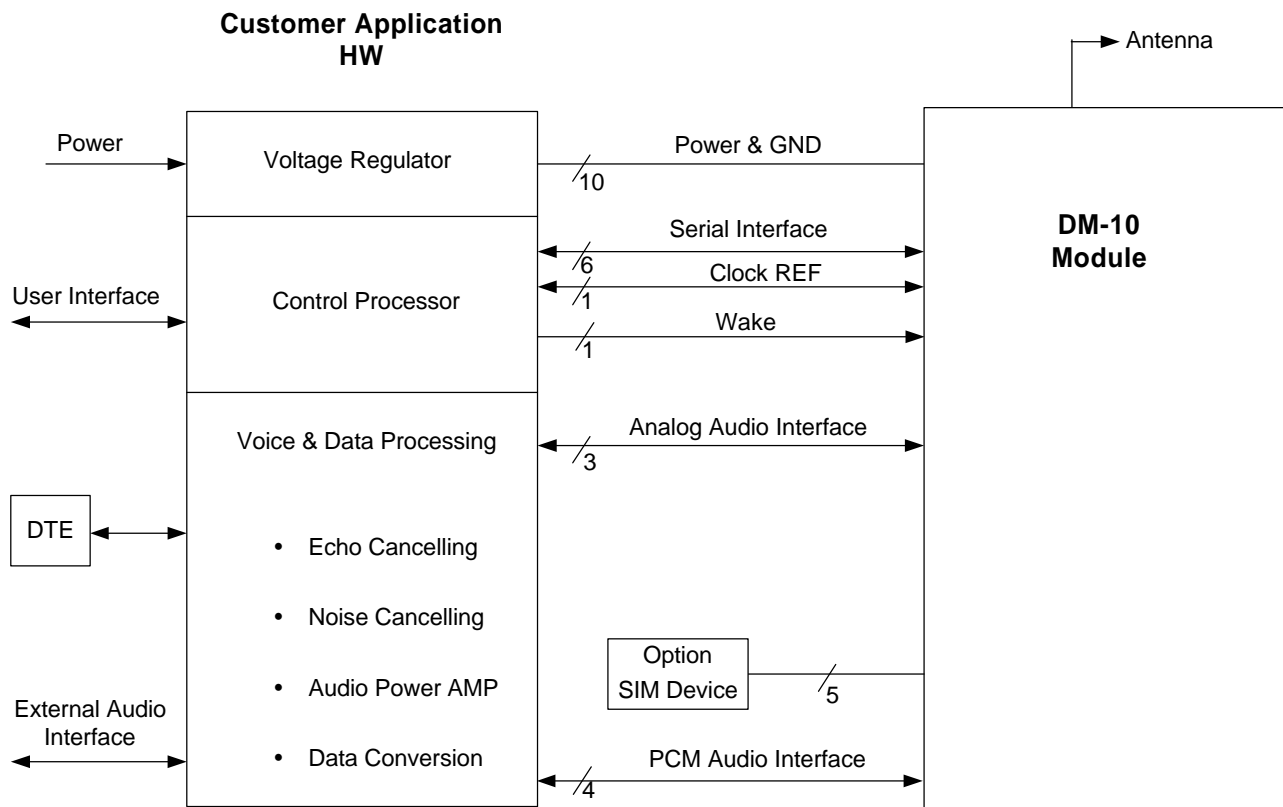 Customer Application
HW
Antenna
Power
Voltage Regulator
Power & GND
10
DM-10
Module
Serial Interface
6
User Interface
Control Processor
Clock REF
1
Wake
1
Voice & Data Processing
Analog Audio Interface
3
DTE
• Echo Cancelling
• Noise Cancelling
• Audio Power AMP
• Data Conversion
Option
SIM Device
5
External Audio
Interface
PCM Audio Interface
4